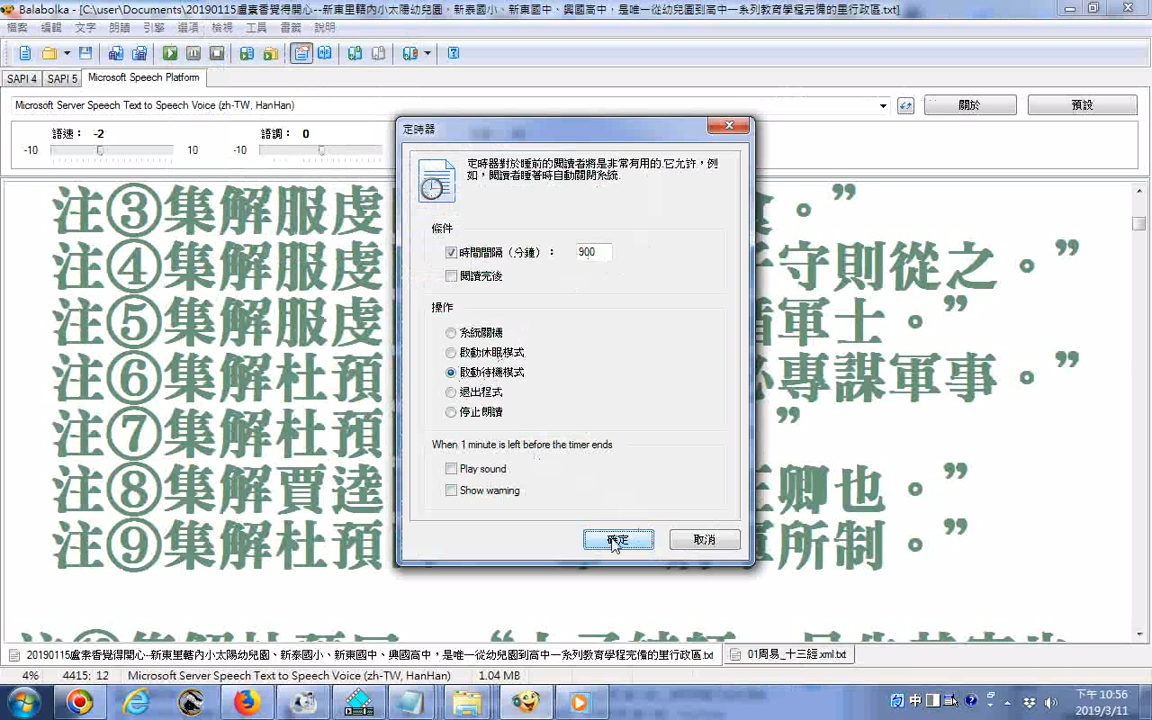 Balabolka - [C:\user\Documents\20190115盧素香覺得開心--新東里轄內小太陽幼兒園、新泰國小、新東國中、興國高中，是唯一從幼兒園到高中一系列教育學程完備的里行政區.txt]
檔案 編輯 文字 朗讀 引擎 選項 檢視 工具 書籤 說明
SAPI 4 SAPI 5 Microsoft Speech Platform
Microsoft Server Speech Text to Speech Voice (zh-TW, HanHan) 關於 預設
語速： -2 語調： 0
-10 10 -10
定時器
定時器對於睡前的閱讀者將是非常有用的.它允許，例
如，閱讀者睡著時自動關閉系統.
條件
時間間隔（分鐘）： 900
閱讀完後
操作
系統關機
啟動休眠模式
啟動待機模式
退出程式
停止朗讀
When 1 minute is left before the timer ends
Play sound
Show warning
確定 取消
注③集解服虔 。”
注④集解服虔 守則從之。”
注⑤集解服虔 軍士。”
注⑥集解杜預 必專謀軍事。”
注⑦集解杜預 ”
注⑧集解賈逵 正卿也。”
注⑨集解杜預 所制。”
20190115盧素香覺得開心--新東里轄內小太陽幼兒園、新泰國小、新東國中、興國高中，是唯一從幼兒園到高中一系列教育學程完備的里行政區.txt 01周易_十三經.xml.txt
4% 4415: 12 Microsoft Server Speech Text to Speech Voice (zh-TW, HanHan) 1.04 MB
中 下午 10:56
2019/3/11